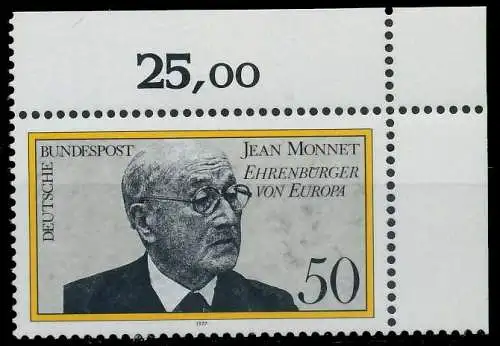 25,00
DEUTSCHE
BUNDESPOST
JEAN MONNET
EHRENBÜRGER
VON EUROPA
50
1977